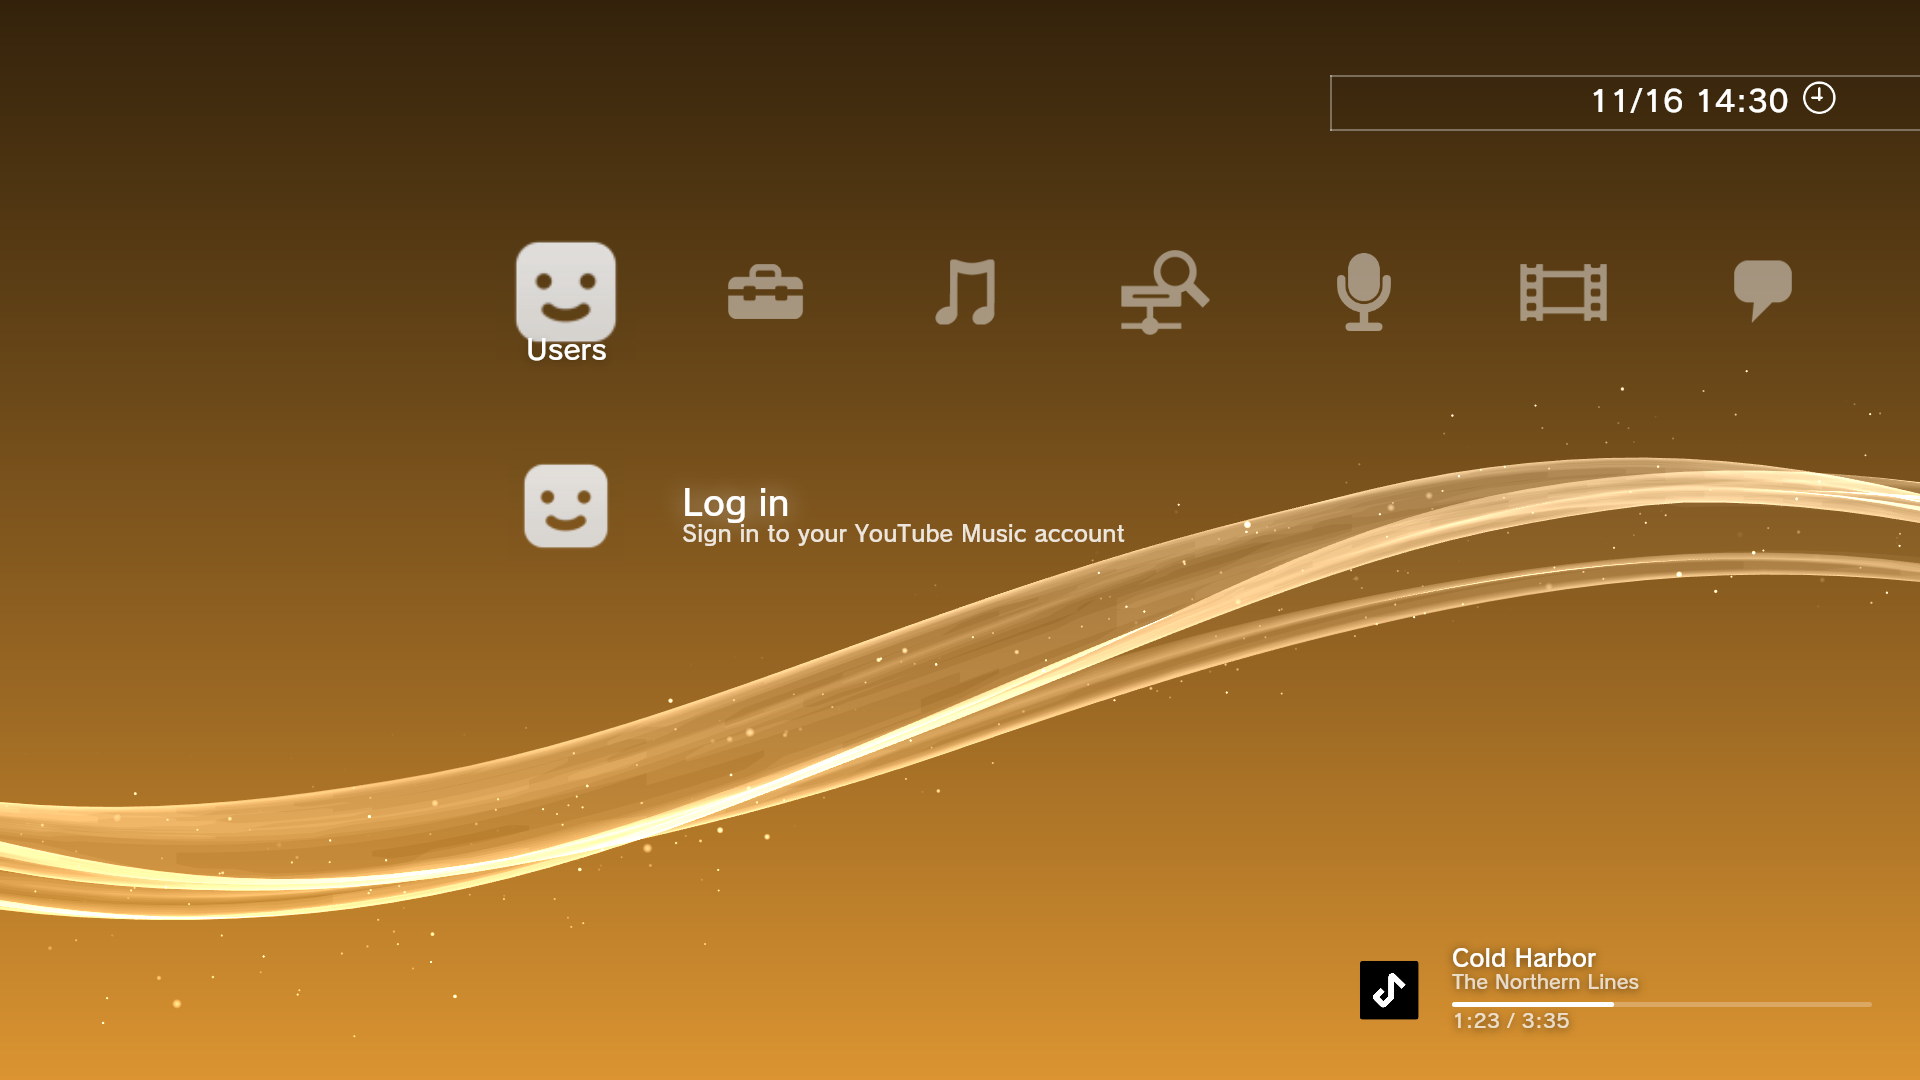 11/16 14:30
Users
Log in
Sign in to your YouTube Music account
Cold Harbor
The Northern Lines
1:23 / 3:35